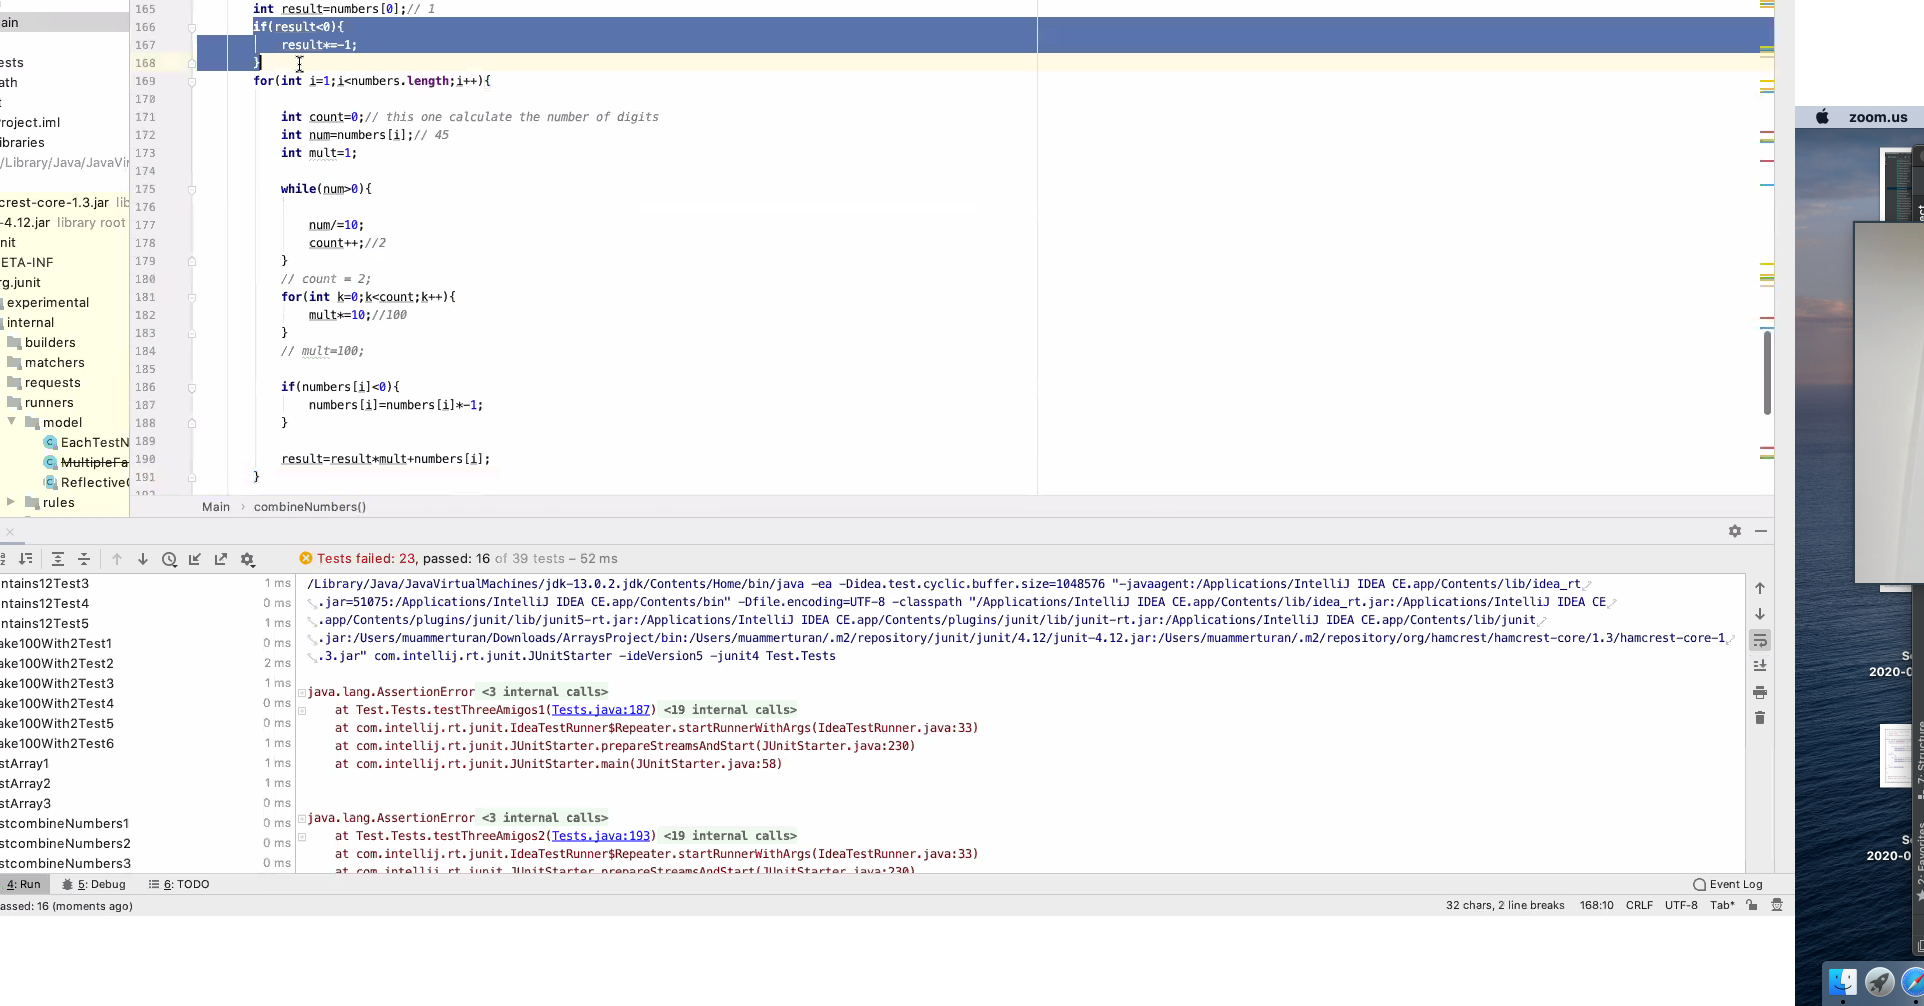 ain
ests
ath
t
roject.iml
ibraries
/Library/Java/JavaVir
crest-core-1.3.jar lib
-4.12.jar library root
nit
ETA-INF
rg.junit
experimental
internal
builders
matchers
requests
runners
model
EachTestN
MultipleFa
Reflective
rules
165 int result=numbers[0];// 1
166 if(result<0){
167 result*=-1;
168 }
169 for(int i=1;i<numbers.length;i++){
170
171 int count=0;// this one calculate the number of digits
172 int num=numbers[i];// 45
173 int mult=1;
174
175 while(num>0){
176
177 num/=10;
178 count++;//2
179 }
180 // count = 2;
181 for(int k=0;k<count;k++){
182 mult*=10;//100
183 }
184 // mult=100;
185
186 if(numbers[i]<0){
187 numbers[i]=numbers[i]*-1;
188 }
189
190 result=result*mult+numbers[i];
191 }
Main › combineNumbers()
Tests failed: 23, passed: 16 of 39 tests – 52 ms
ntains12Test3 1 ms
ntains12Test4 0 ms
ntains12Test5 1 ms
ake100With2Test1 0 ms
ake100With2Test2 2 ms
ake100With2Test3 1 ms
ake100With2Test4 0 ms
ake100With2Test5 0 ms
ake100With2Test6 1 ms
stArray1 1 ms
stArray2 1 ms
stArray3 0 ms
stcombineNumbers1 0 ms
stcombineNumbers2 0 ms
stcombineNumbers3 0 ms
/Library/Java/JavaVirtualMachines/jdk-13.0.2.jdk/Contents/Home/bin/java -ea -Didea.test.cyclic.buffer.size=1048576 "-javaagent:/Applications/IntelliJ IDEA CE.app/Contents/lib/idea_rt
.jar=51075:/Applications/IntelliJ IDEA CE.app/Contents/bin" -Dfile.encoding=UTF-8 -classpath "/Applications/IntelliJ IDEA CE.app/Contents/lib/idea_rt.jar:/Applications/IntelliJ IDEA CE
.app/Contents/plugins/junit/lib/junit5-rt.jar:/Applications/IntelliJ IDEA CE.app/Contents/plugins/junit/lib/junit-rt.jar:/Applications/IntelliJ IDEA CE.app/Contents/lib/junit
.jar:/Users/muammerturan/Downloads/ArraysProject/bin:/Users/muammerturan/.m2/repository/junit/junit/4.12/junit-4.12.jar:/Users/muammerturan/.m2/repository/org/hamcrest/hamcrest-core/1.3/hamcrest-core-1
.3.jar" com.intellij.rt.junit.JUnitStarter -ideVersion5 -junit4 Test.Tests
java.lang.AssertionError <3 internal calls>
at Test.Tests.testThreeAmigos1(Tests.java:187) <19 internal calls>
at com.intellij.rt.junit.IdeaTestRunner$Repeater.startRunnerWithArgs(IdeaTestRunner.java:33)
at com.intellij.rt.junit.JUnitStarter.prepareStreamsAndStart(JUnitStarter.java:230)
at com.intellij.rt.junit.JUnitStarter.main(JUnitStarter.java:58)
java.lang.AssertionError <3 internal calls>
at Test.Tests.testThreeAmigos2(Tests.java:193) <19 internal calls>
at com.intellij.rt.junit.IdeaTestRunner$Repeater.startRunnerWithArgs(IdeaTestRunner.java:33)
at com.intellij.rt.junit.JUnitStarter.prepareStreamsAndStart(JUnitStarter.java:230)
4: Run 5: Debug 6: TODO Event Log
assed: 16 (moments ago) 32 chars, 2 line breaks 168:10 CRLF UTF-8 Tab*
zoom.us
2020-0
2020-0
7: Structure
2: Favorites